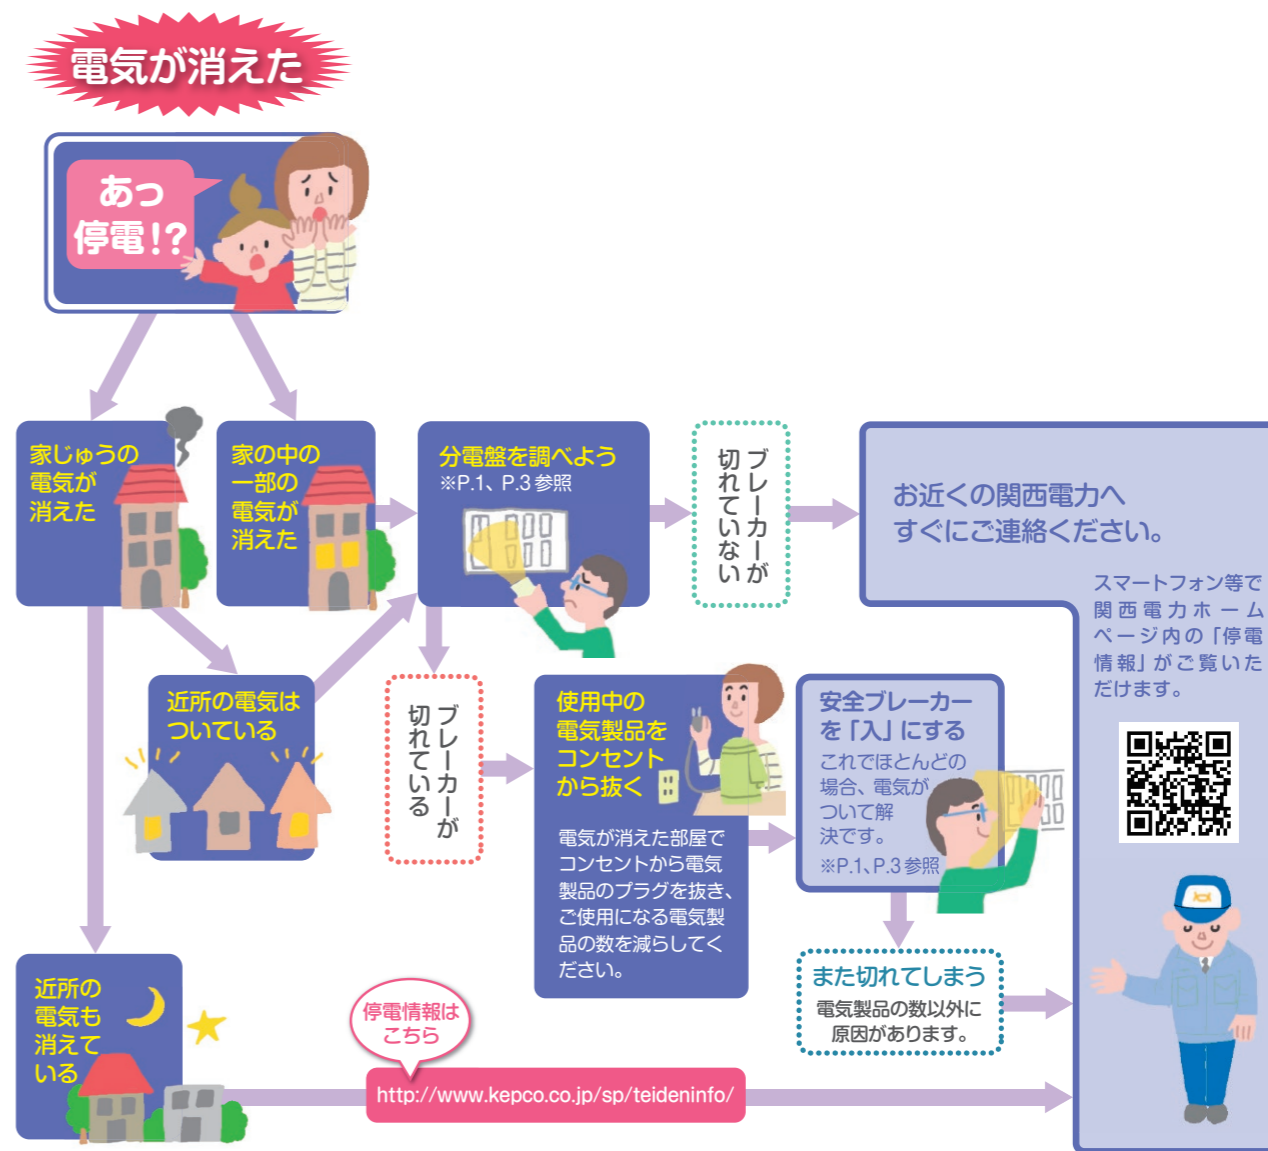 電気が消えた
あっ
停電!?
家じゅうの
電気が
消えた
家の中の
一部の
電気が
消えた
分電盤を調べよう
※P.1、P.3 参照
ブレーカーが
切れていない
お近くの関西電力へ
すぐにご連絡ください。
スマートフォン等で
関西電力ホーム
ページ内の「停電
情報」がご覧いた
だけます。
近所の電気は
ついている
ブレーカーが
切れている
使用中の
電気製品を
コンセント
から抜く
電気が消えた部屋で
コンセントから電気
製品のプラグを抜き、
ご使用になる電気製
品の数を減らしてく
ださい。
安全ブレーカー
を「入」にする
これでほとんどの
場合、電気が
ついて解
決です。
※P.1、P.3 参照
また切れてしまう
電気製品の数以外に
原因があります。
近所の
電気も
消えて
いる
停電情報は
こちら
http://www.kepco.co.jp/sp/teideninfo/